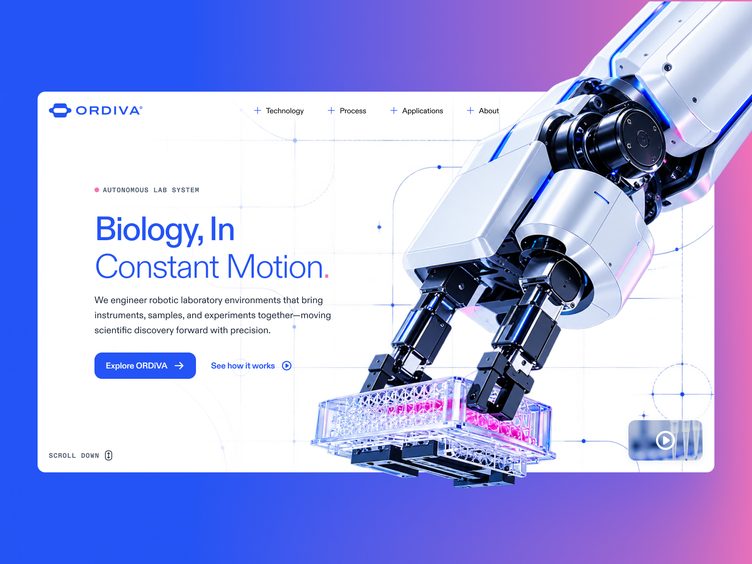 ORDIVA®
+ Technology
+ Process
+ Applications
+ About
AUTONOMOUS LAB SYSTEM
Biology, In
Constant Motion.
We engineer robotic laboratory environments that bring
instruments, samples, and experiments together—moving
scientific discovery forward with precision.
Explore ORDiVA →
See how it works
SCROLL DOWN